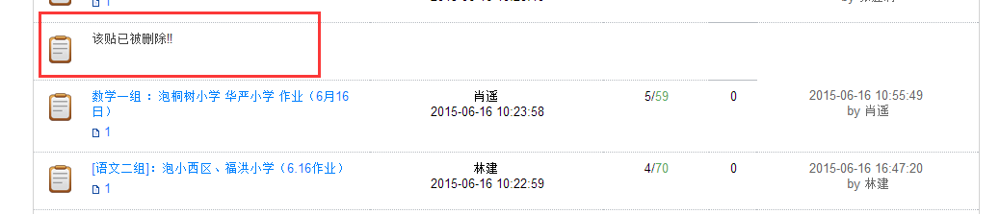 1
该贴已被删除!!
数学一组 ：泡桐树小学 华严小学 作业（6月16
日）
1
肖遥
2015-06-16 10:23:58
5/59
0
2015-06-16 10:55:49
by 肖遥
[语文二组]：泡小西区、福洪小学（6.16作业）
1
林建
2015-06-16 10:22:59
4/70
0
2015-06-16 16:47:20
by 林建